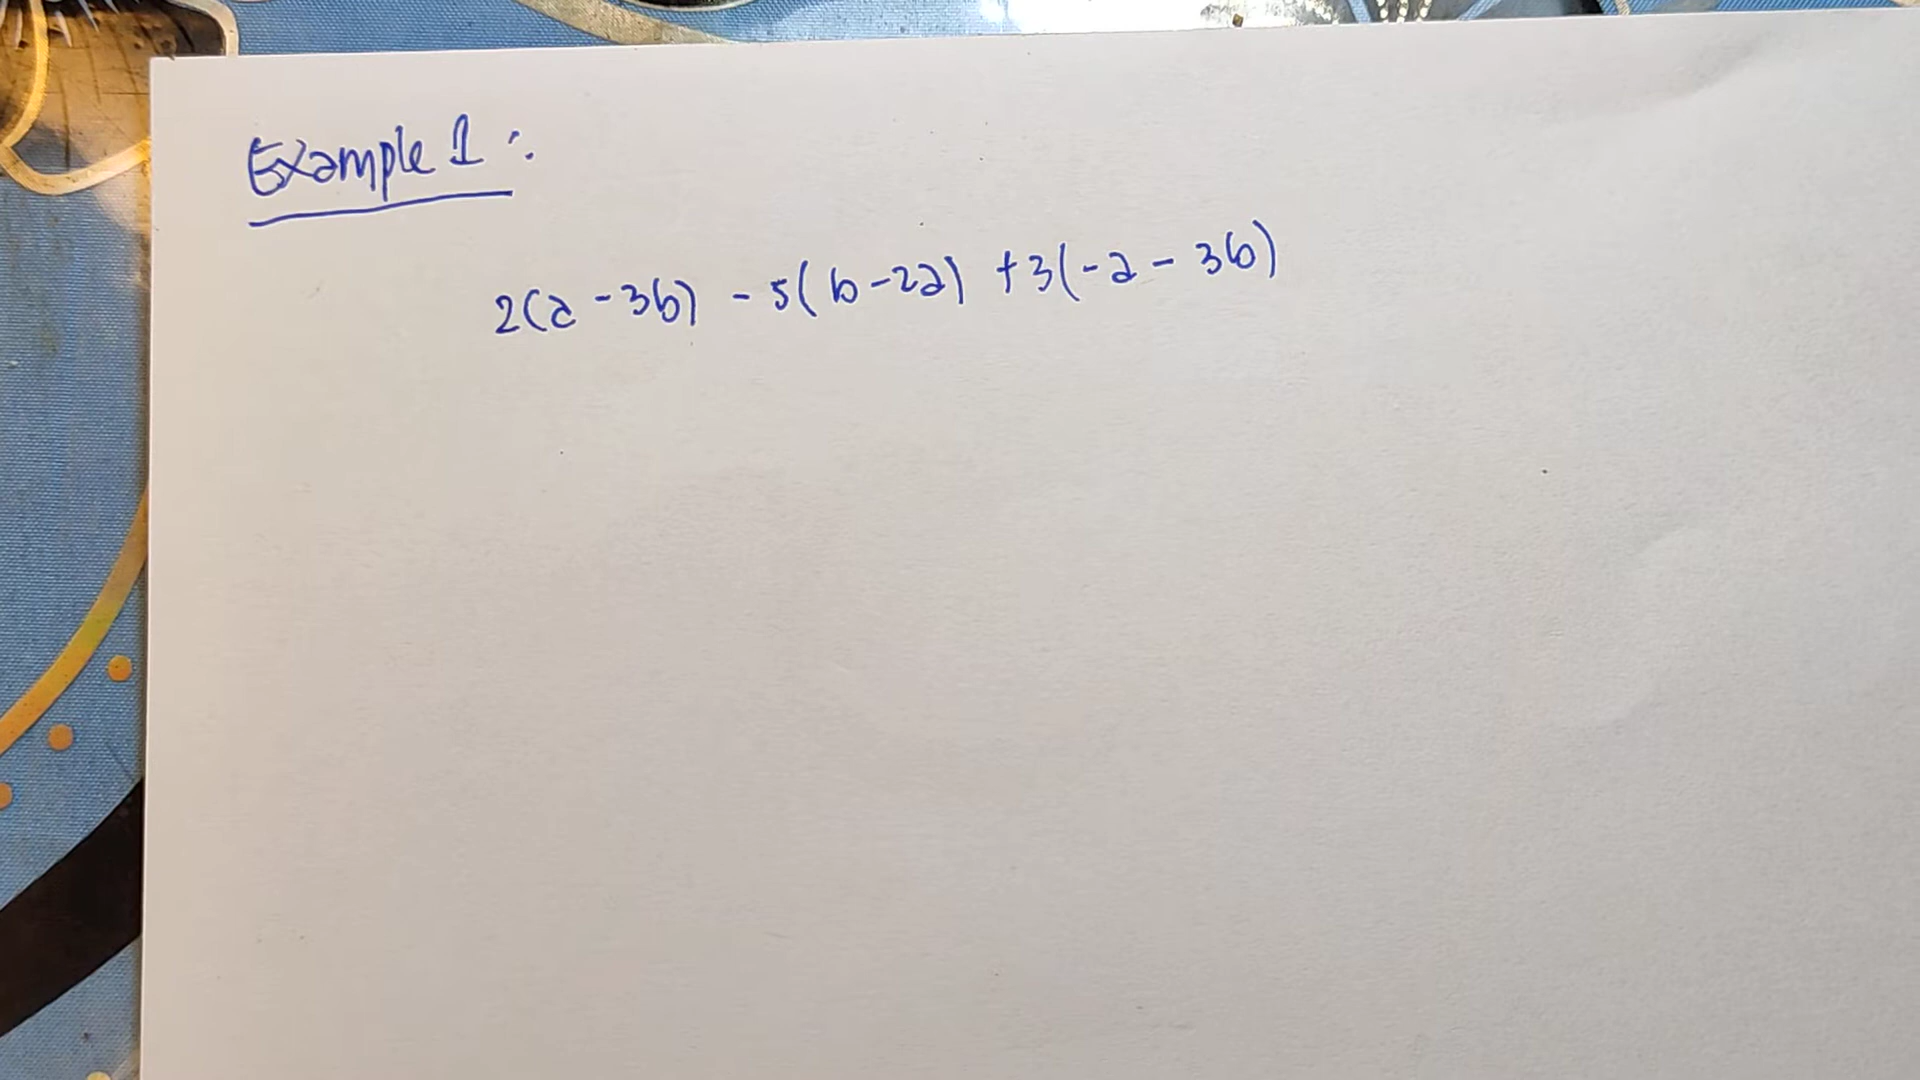 Example 1:
2(a - 3b) - 5(b - 2a) + 3(-a - 3b)